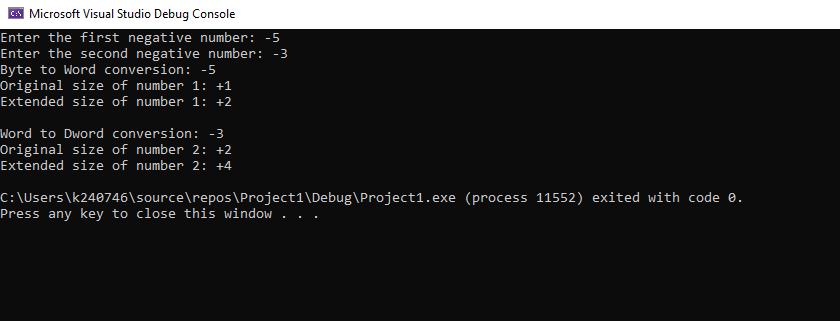 Microsoft Visual Studio Debug Console
Enter the first negative number: -5
Enter the second negative number: -3
Byte to Word conversion: -5
Original size of number 1: +1
Extended size of number 1: +2
Word to Dword conversion: -3
Original size of number 2: +2
Extended size of number 2: +4
C:\Users\k240746\source\repos\Project1\Debug\Project1.exe (process 11552) exited with code 0.
Press any key to close this window . . .